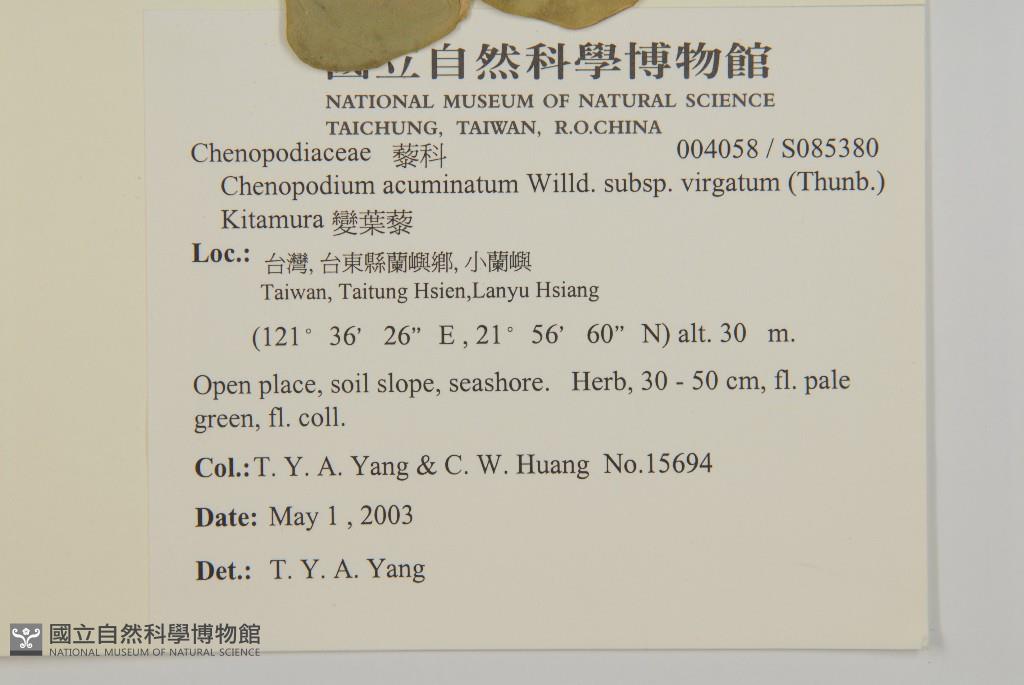 國立自然科學博物館
NATIONAL MUSEUM OF NATURAL SCIENCE
TAICHUNG, TAIWAN, R.O.CHINA
Chenopodiaceae 藜科 004058 / S085380
Chenopodium acuminatum Willd. subsp. virgatum (Thunb.)
Kitamura 變葉藜
Loc.: 台灣, 台東縣蘭嶼鄉, 小蘭嶼
Taiwan, Taitung Hsien,Lanyu Hsiang
(121° 36’ 26” E , 21° 56’ 60” N) alt. 30 m.
Open place, soil slope, seashore. Herb, 30 - 50 cm, fl. pale
green, fl. coll.
Col.: T. Y. A. Yang & C. W. Huang No.15694
Date: May 1 , 2003
Det.: T. Y. A. Yang
國立自然科學博物館
NATIONAL MUSEUM OF NATURAL SCIENCE